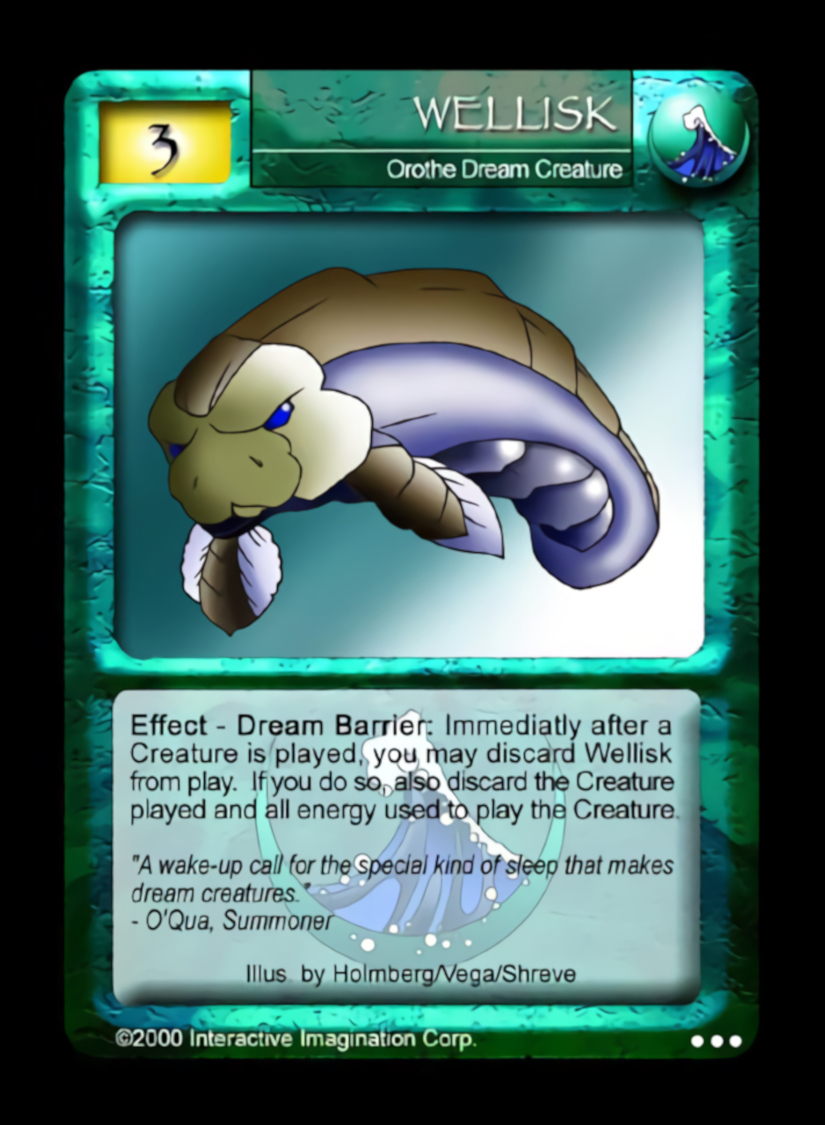 3
WELLISK
Orothe Dream Creature
Effect - Dream Barrier: Immediatly after a
Creature is played, you may discard Wellisk
from play. If you do so, also discard the Creature
played and all energy used to play the Creature.
"A wake-up call for the special kind of sleep that makes
dream creatures."
- O'Qua, Summoner
Illus. by Holmberg/Vega/Shreve
©2000 Interactive Imagination Corp.